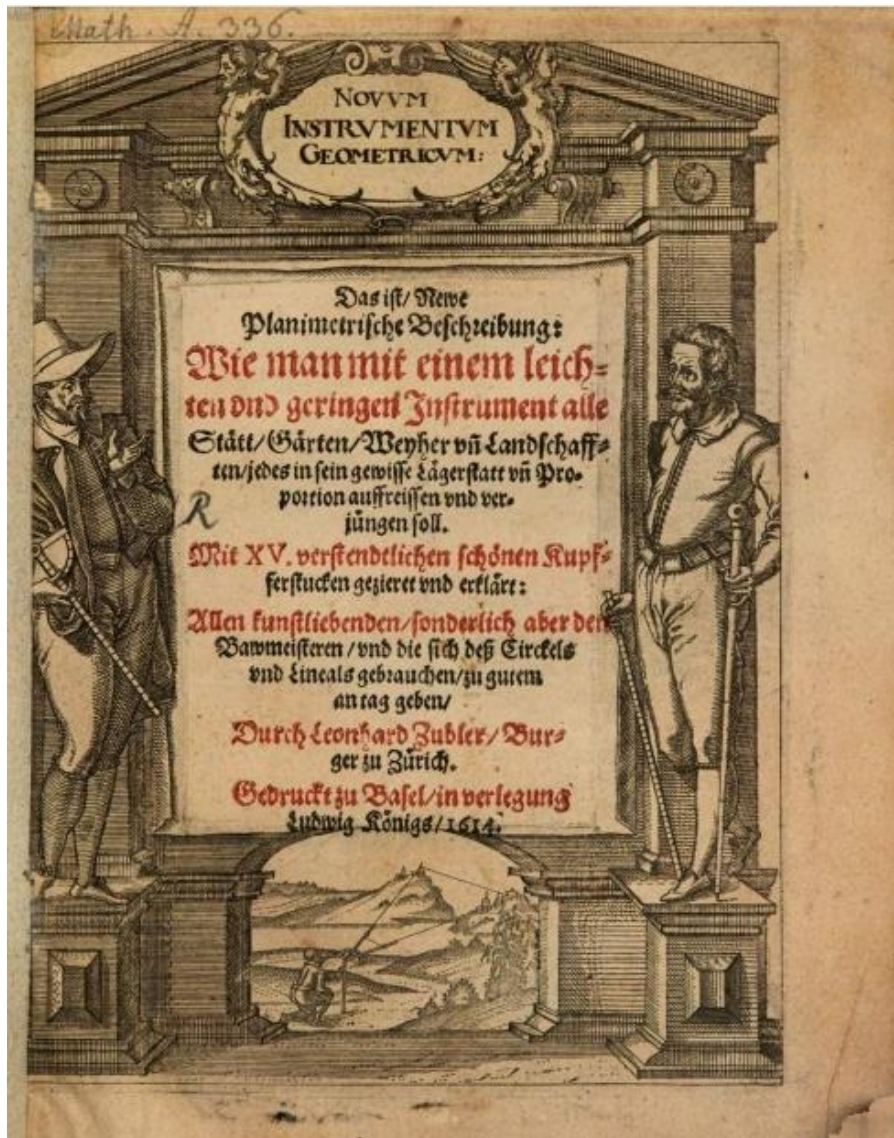 Math. A. 336.
NOVVM
INSTRVMENTVM
GEOMETRICVM:
Das ist/ Newe
Planimetrische Beschreibung:
Wie man mit einem leich-
ten vnd geringen Instrument alle
Stätt/Gärten/Weyher vñ Landschaff-
ten/jedes in sein gewisse Lägerstatt vñ Pro-
portion auffreissen vnd ver-
jüngen soll.
R
Mit XV. verstendtlichen schönen Kupf-
ferstucken gezieret vnd erklärt:
Allen kunstliebenden/sonderlich aber den
Bawmeisteren/vnd die sich deß Circkels
vnd Lineals gebrauchen/zu gutem
an tag geben/
Durch Leonhard Zubler/Bur-
ger zu Zürich.
Gedruckt zu Basel/in verlegung
Ludwig Königs/1614.